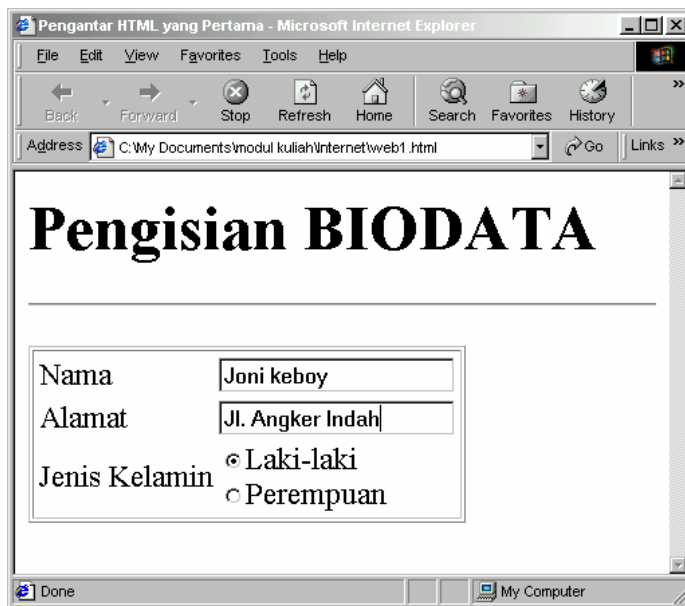 Pengantar HTML yang Pertama - Microsoft Internet Explorer
File Edit View Favorites Tools Help
Back Forward Stop Refresh Home Search Favorites History »
Address C:\My Documents\modul kuliah\Internet\web1.html Go Links »
Pengisian BIODATA
Nama Joni keboy
Alamat Jl. Angker Indah
Jenis Kelamin Laki-laki
Perempuan
Done My Computer